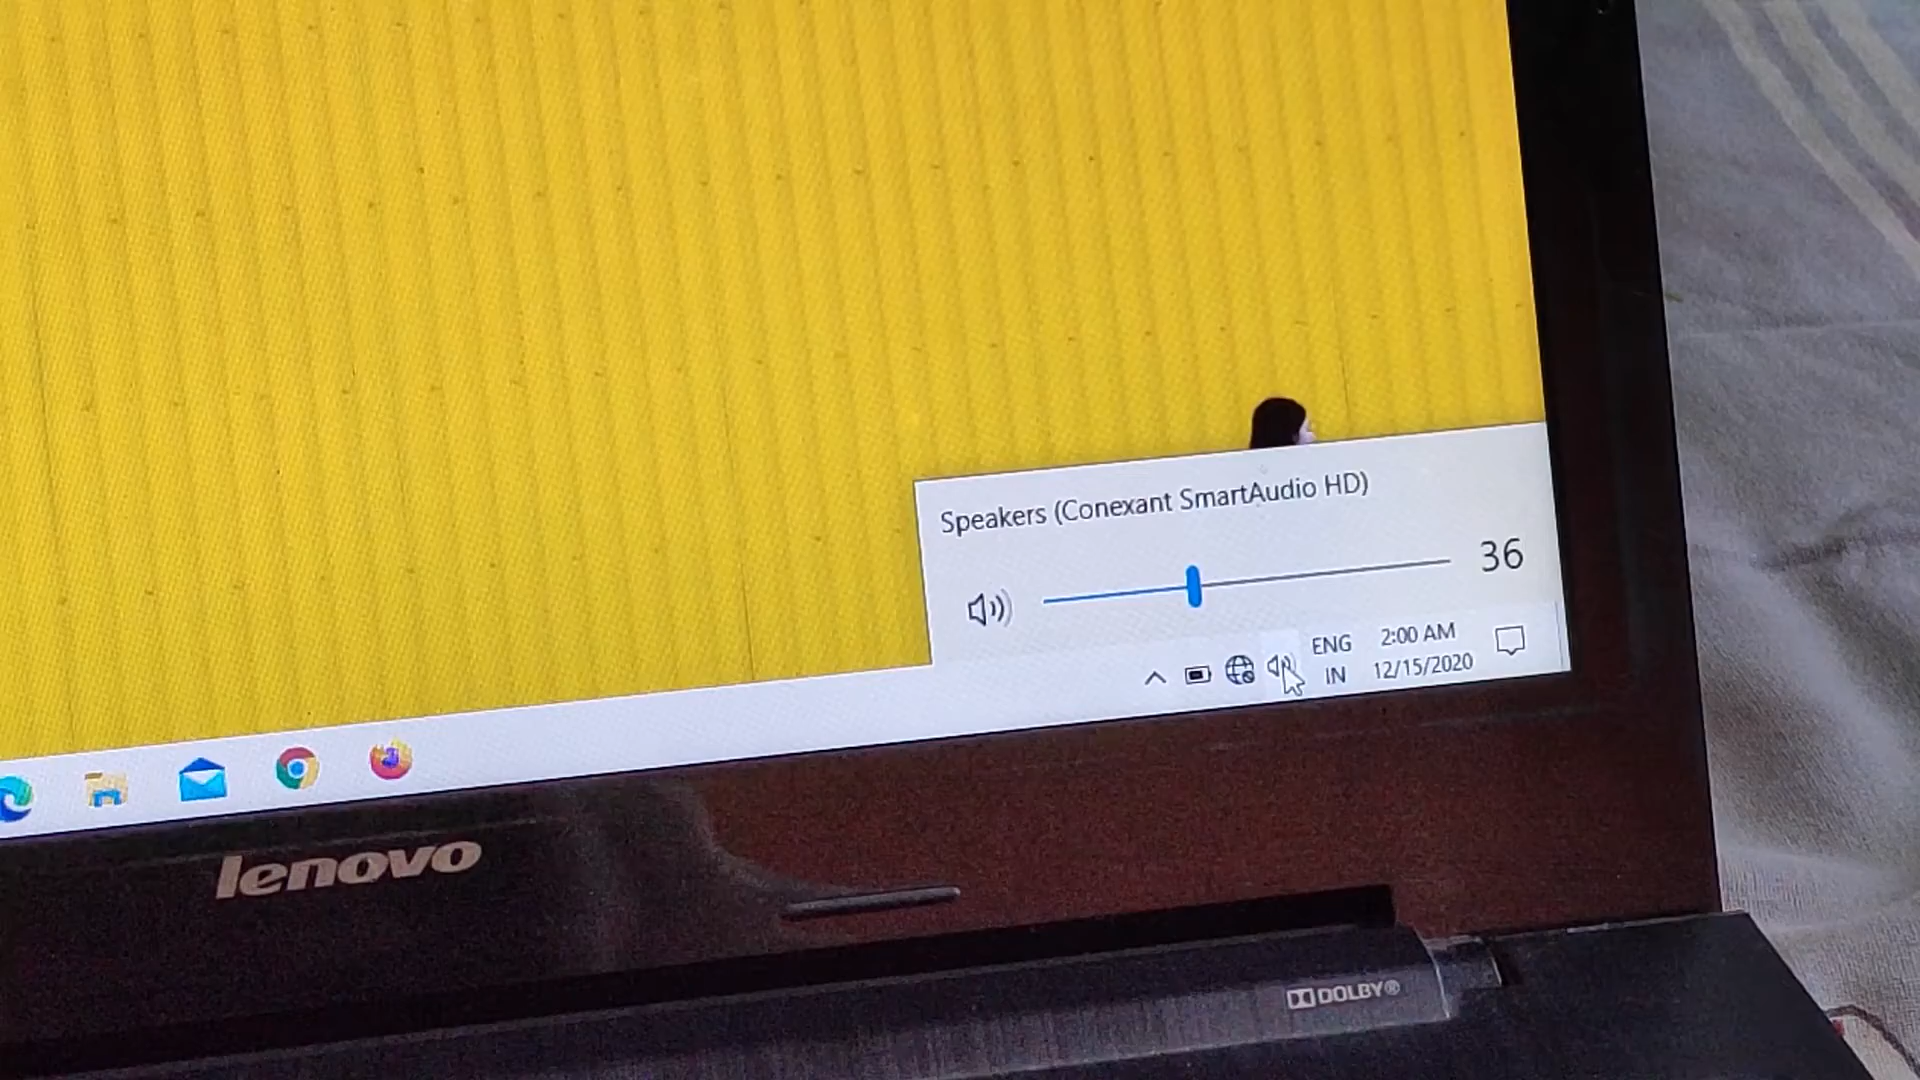 Speakers (Conexant SmartAudio HD)
36
ENG
IN
2:00 AM
12/15/2020
lenovo
DOLBY®